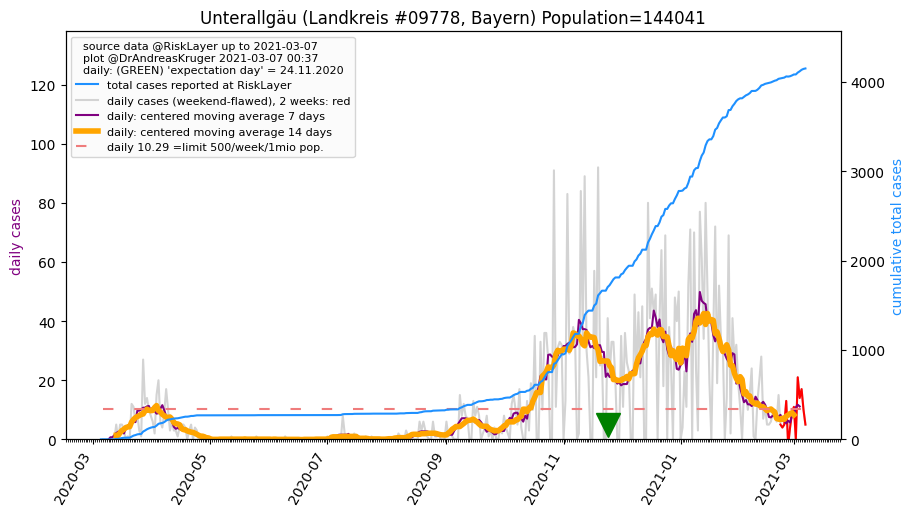 Unterallgäu (Landkreis #09778, Bayern) Population=144041
source data @RiskLayer up to 2021-03-07
plot @DrAndreasKruger 2021-03-07 00:37
daily: (GREEN) 'expectation day' = 24.11.2020
total cases reported at RiskLayer
daily cases (weekend-flawed), 2 weeks: red
daily: centered moving average 7 days
daily: centered moving average 14 days
daily 10.29 =limit 500/week/1mio pop.
daily cases
120
100
80
60
40
20
0
4000
3000
2000
1000
0
cumulative total cases
2020-03
2020-05
2020-07
2020-09
2020-11
2021-01
2021-03